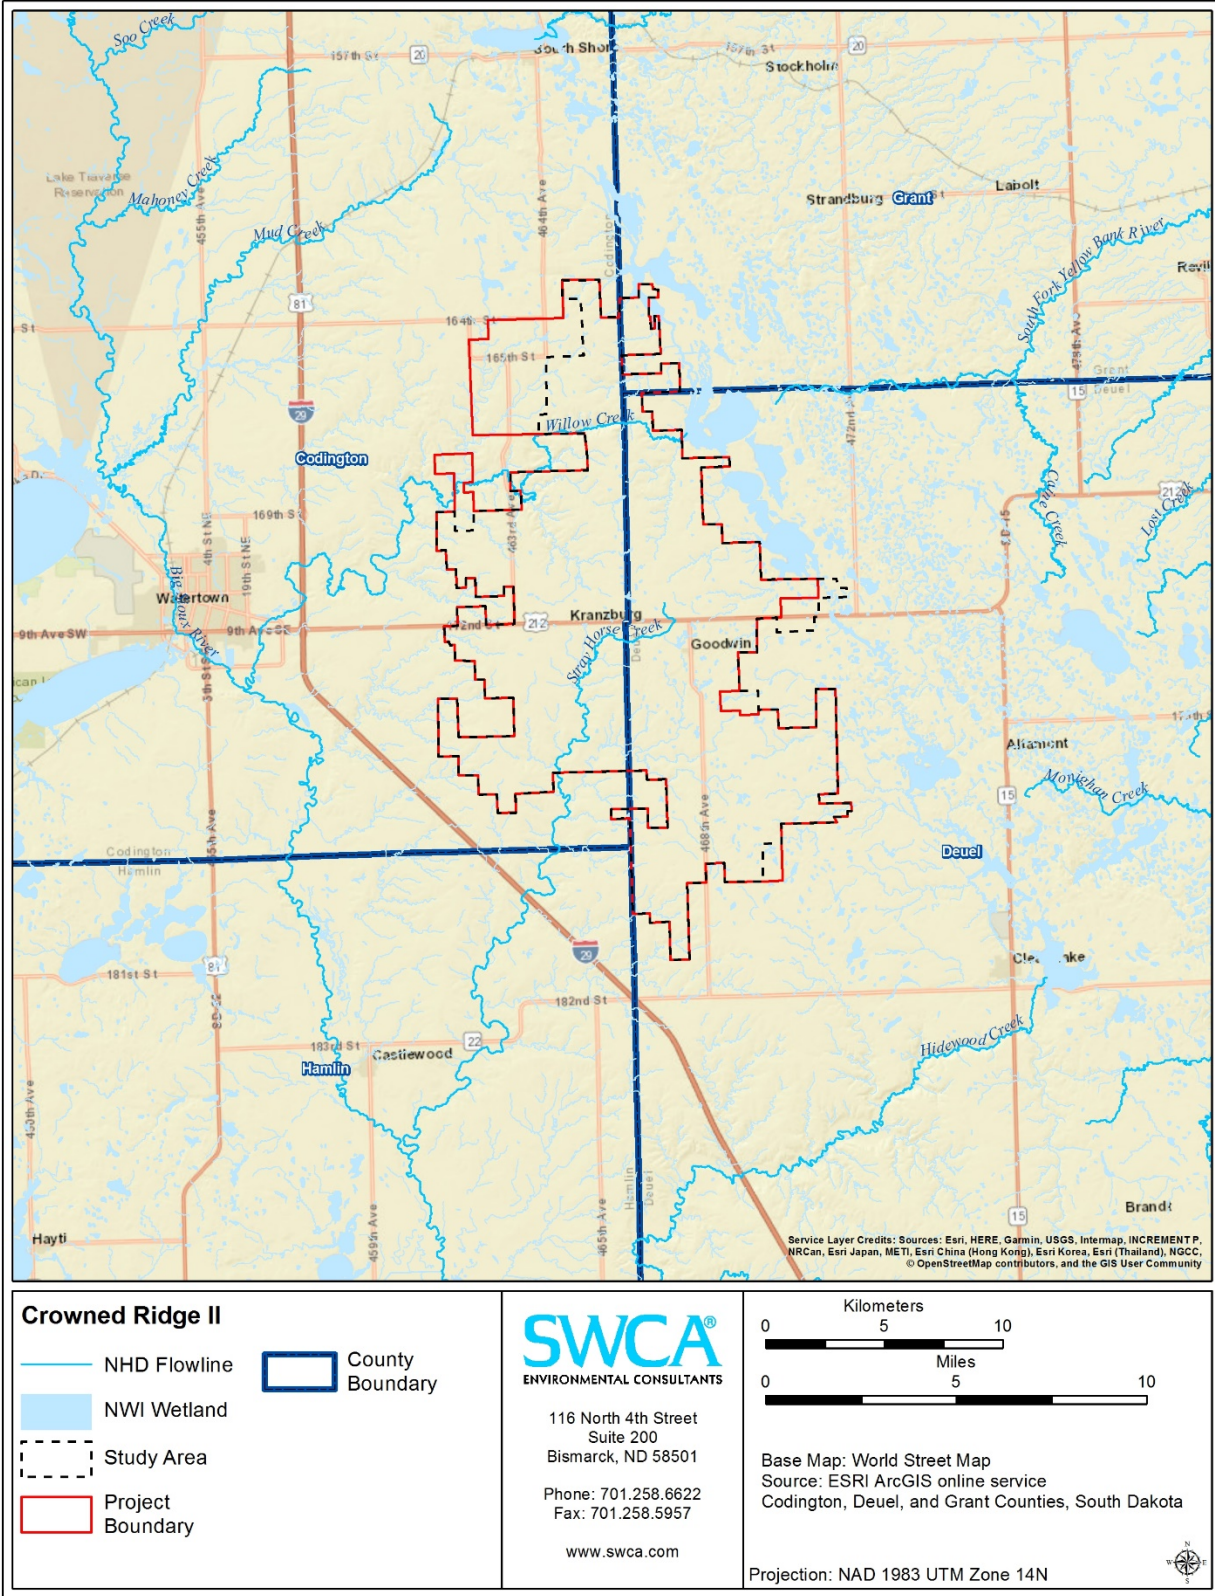 Soo Creek
157th St
20
South Shore
157th St
20
Stockholm
Lake Traverse
Reservation
Mahoney Creek
455th Ave
Mud Creek
464th Ave
Codington
Strandburg
Grant
St
Labolt
South Fork Yellow Bank River
81
St
164th St
165th St
478th Ave
Grant
Deuel
15
29
Willow Creek
472nd
Codington
212
169th St
4th St NE
19th St NE
463rd Ave
Caine Creek
Lost Creek
Big Sioux River
Watertown
9th Ave SW
9th Ave SE
172nd St
212
Kranzburg
Stray Horse Creek
Goodwin
Altamont
15
Monighan Creek
Codington
Hamlin
468th Ave
Deuel
181st St
81
29
Clear Lake
182nd St
183rd St
Castlewood
22
Hamlin
Hidewood Creek
459th Ave
465th Ave
Hamlin
Deuel
15
Brandt
Hayti
Service Layer Credits: Sources: Esri, HERE, Garmin, USGS, Intermap, INCREMENT P,
NRCan, Esri Japan, METI, Esri China (Hong Kong), Esri Korea, Esri (Thailand), NGCC,
© OpenStreetMap contributors, and the GIS User Community
Crowned Ridge II
NHD Flowline
County
Boundary
NWI Wetland
Study Area
Project
Boundary
SWCA®
ENVIRONMENTAL CONSULTANTS
116 North 4th Street
Suite 200
Bismarck, ND 58501
Phone: 701.258.6622
Fax: 701.258.5957
www.swca.com
Kilometers
0 5 10
Miles
0 5 10
Base Map: World Street Map
Source: ESRI ArcGIS online service
Codington, Deuel, and Grant Counties, South Dakota
Projection: NAD 1983 UTM Zone 14N
N
W E
S